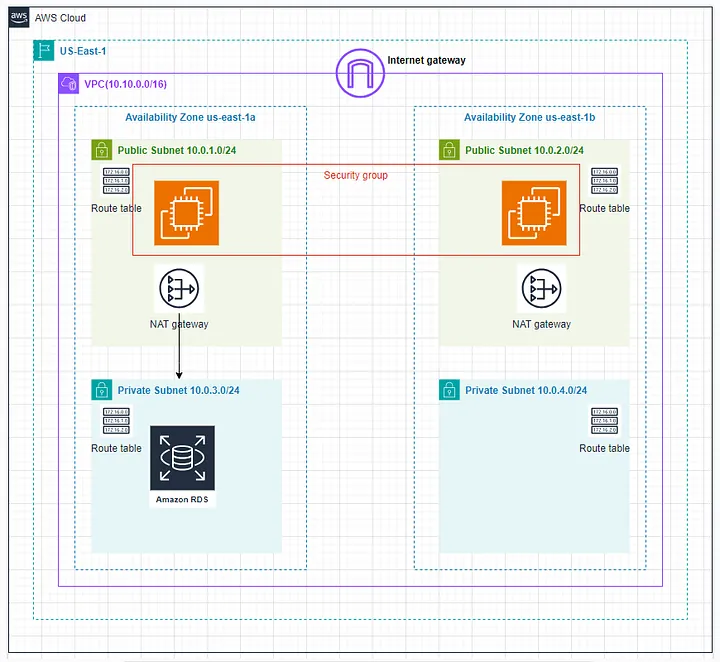 aws
AWS Cloud
US-East-1
Internet gateway
VPC(10.10.0.0/16)
Availability Zone us-east-1a
Availability Zone us-east-1b
Public Subnet 10.0.1.0/24
Public Subnet 10.0.2.0/24
Security group
172.16.0.0
172.16.1.0
172.16.2.0
172.16.0.0
172.16.1.0
172.16.2.0
Route table
Route table
NAT gateway
NAT gateway
Private Subnet 10.0.3.0/24
Private Subnet 10.0.4.0/24
172.16.0.0
172.16.1.0
172.16.2.0
172.16.0.0
172.16.1.0
172.16.2.0
Route table
Route table
Amazon RDS